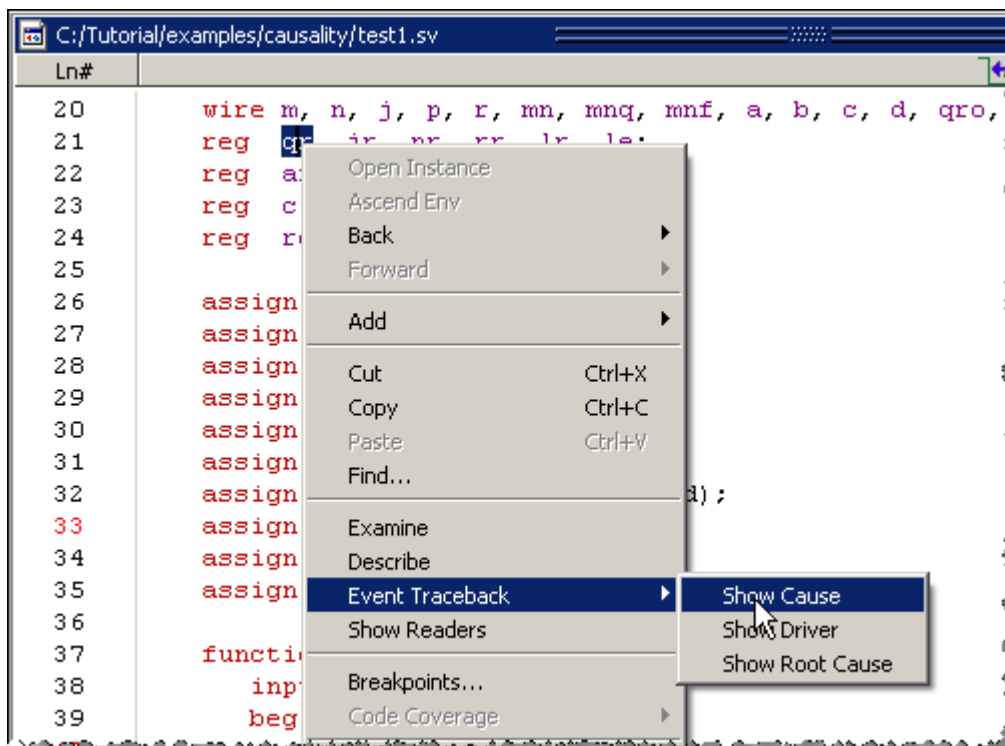 C:/Tutorial/examples/causality/test1.sv
Ln#
20 wire m, n, j, p, r, mn, mnq, mnf, a, b, c, d, qro,
21 reg qr
22 reg
23 reg c
24 reg
25
26 assign
27 assign
28 assign
29 assign
30 assign
31 assign
32 assign d);
33 assign
34 assign
35 assign
36
37 functi
38 inp
39 beg
Open Instance
Ascend Env
Back
Forward
Add
Cut Ctrl+X
Copy Ctrl+C
Paste Ctrl+V
Find...
Examine
Describe
Event Traceback
Show Readers
Breakpoints...
Code Coverage
Show Cause
Show Driver
Show Root Cause